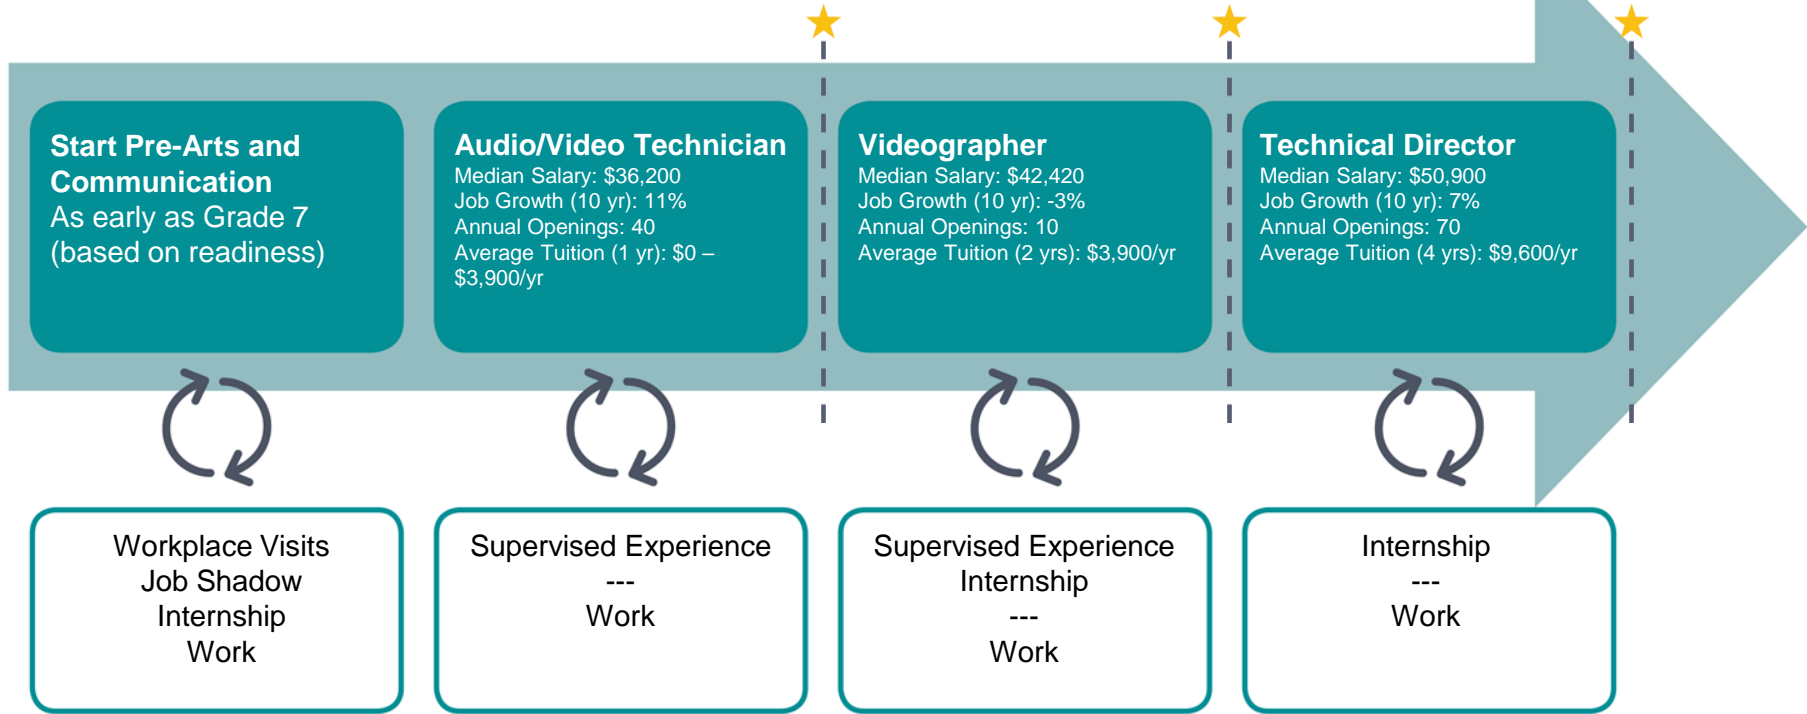 Start Pre-Arts and
Communication
As early as Grade 7
(based on readiness)
Audio/Video Technician
Median Salary: $36,200
Job Growth (10 yr): 11%
Annual Openings: 40
Average Tuition (1 yr): $0 –
$3,900/yr
Videographer
Median Salary: $42,420
Job Growth (10 yr): -3%
Annual Openings: 10
Average Tuition (2 yrs): $3,900/yr
Technical Director
Median Salary: $50,900
Job Growth (10 yr): 7%
Annual Openings: 70
Average Tuition (4 yrs): $9,600/yr
Workplace Visits
Job Shadow
Internship
Work
Supervised Experience
---
Work
Supervised Experience
Internship
---
Work
Internship
---
Work